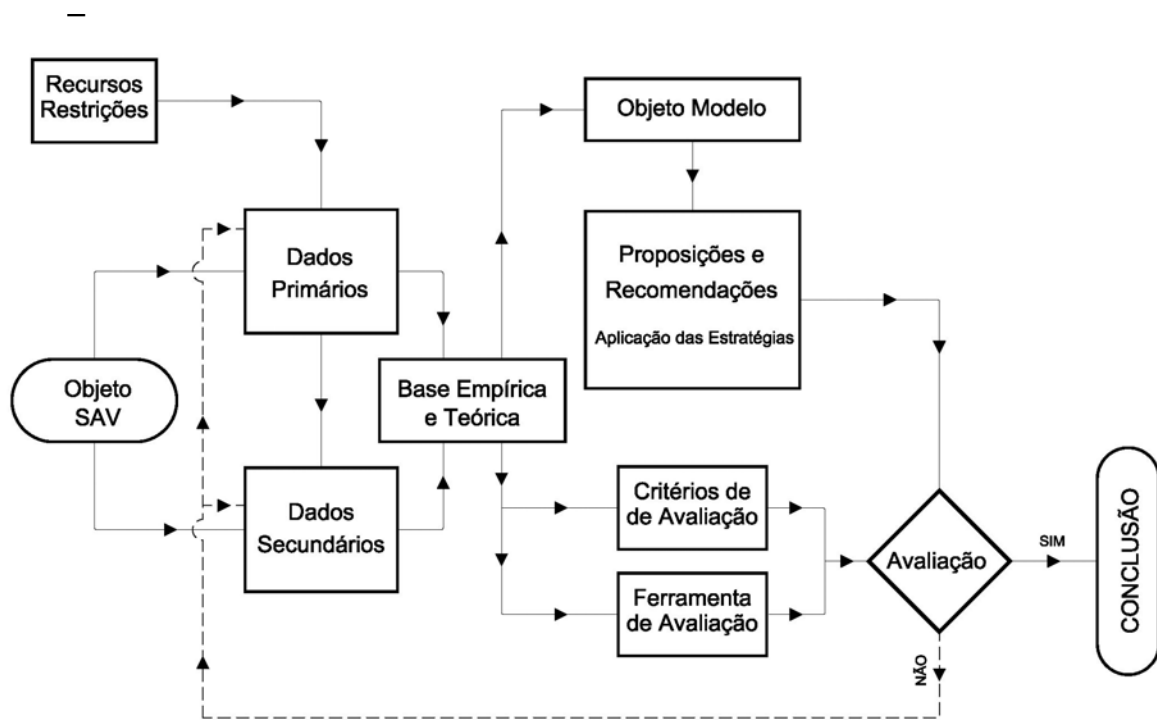 Recursos
Restrições
Objeto Modelo
Dados
Primários
Proposições e
Recomendações
Aplicação das Estratégias
Objeto
SAV
Base Empírica
e Teórica
Dados
Secundários
Critérios de
de Avaliação
Ferramenta
de Avaliação
Avaliação
SIM
NÃO
CONCLUSÃO